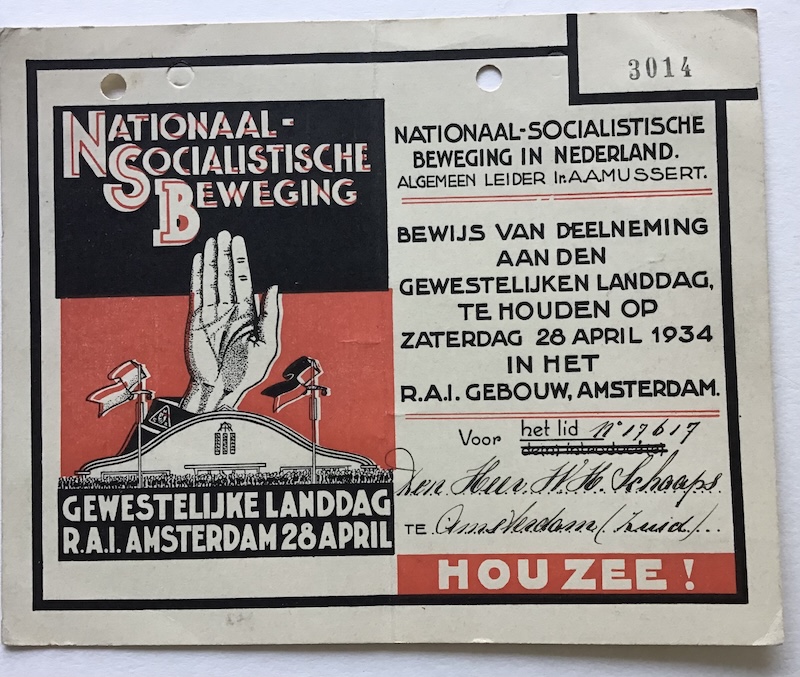 3014
NATIONAAL-
SOCIALISTISCHE
BEWEGING
GEWESTELIJKE LANDDAG
R.A.I. AMSTERDAM 28 APRIL
NATIONAAL-SOCIALISTISCHE
BEWEGING IN NEDERLAND.
ALGEMEEN LEIDER Ir. A.A. MUSSERT.
BEWIJS VAN DEELNEMING
AAN DEN
GEWESTELIJKEN LANDDAG,
TE HOUDEN OP
ZATERDAG 28 APRIL 1934
IN HET
R.A.I. GEBOUW, AMSTERDAM.
Voor het lid No 17617
Den Heer W.H. Schaaps.
TE Amsterdam (Zuid)...
HOU ZEE!